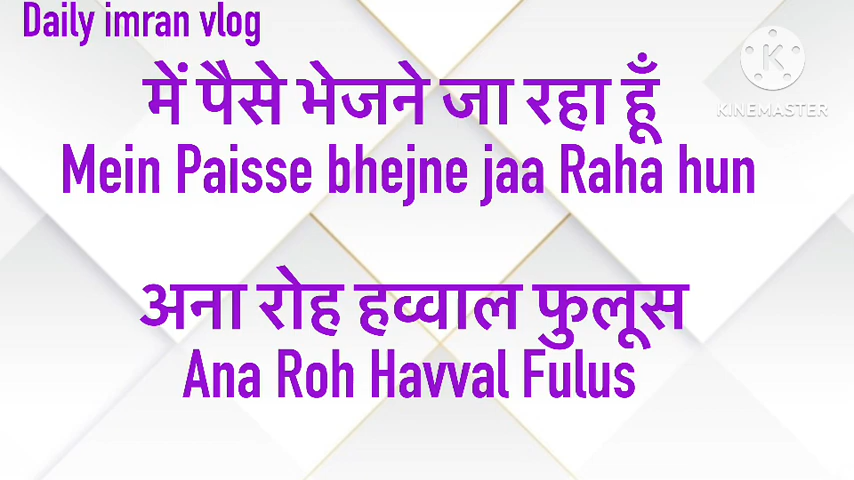 Daily imran vlog
KINEMASTER
में पैसे भेजने जा रहा हूँ
Mein Paisse bhejne jaa Raha hun
अना रोह हव्वाल फुलूस
Ana Roh Havval Fulus